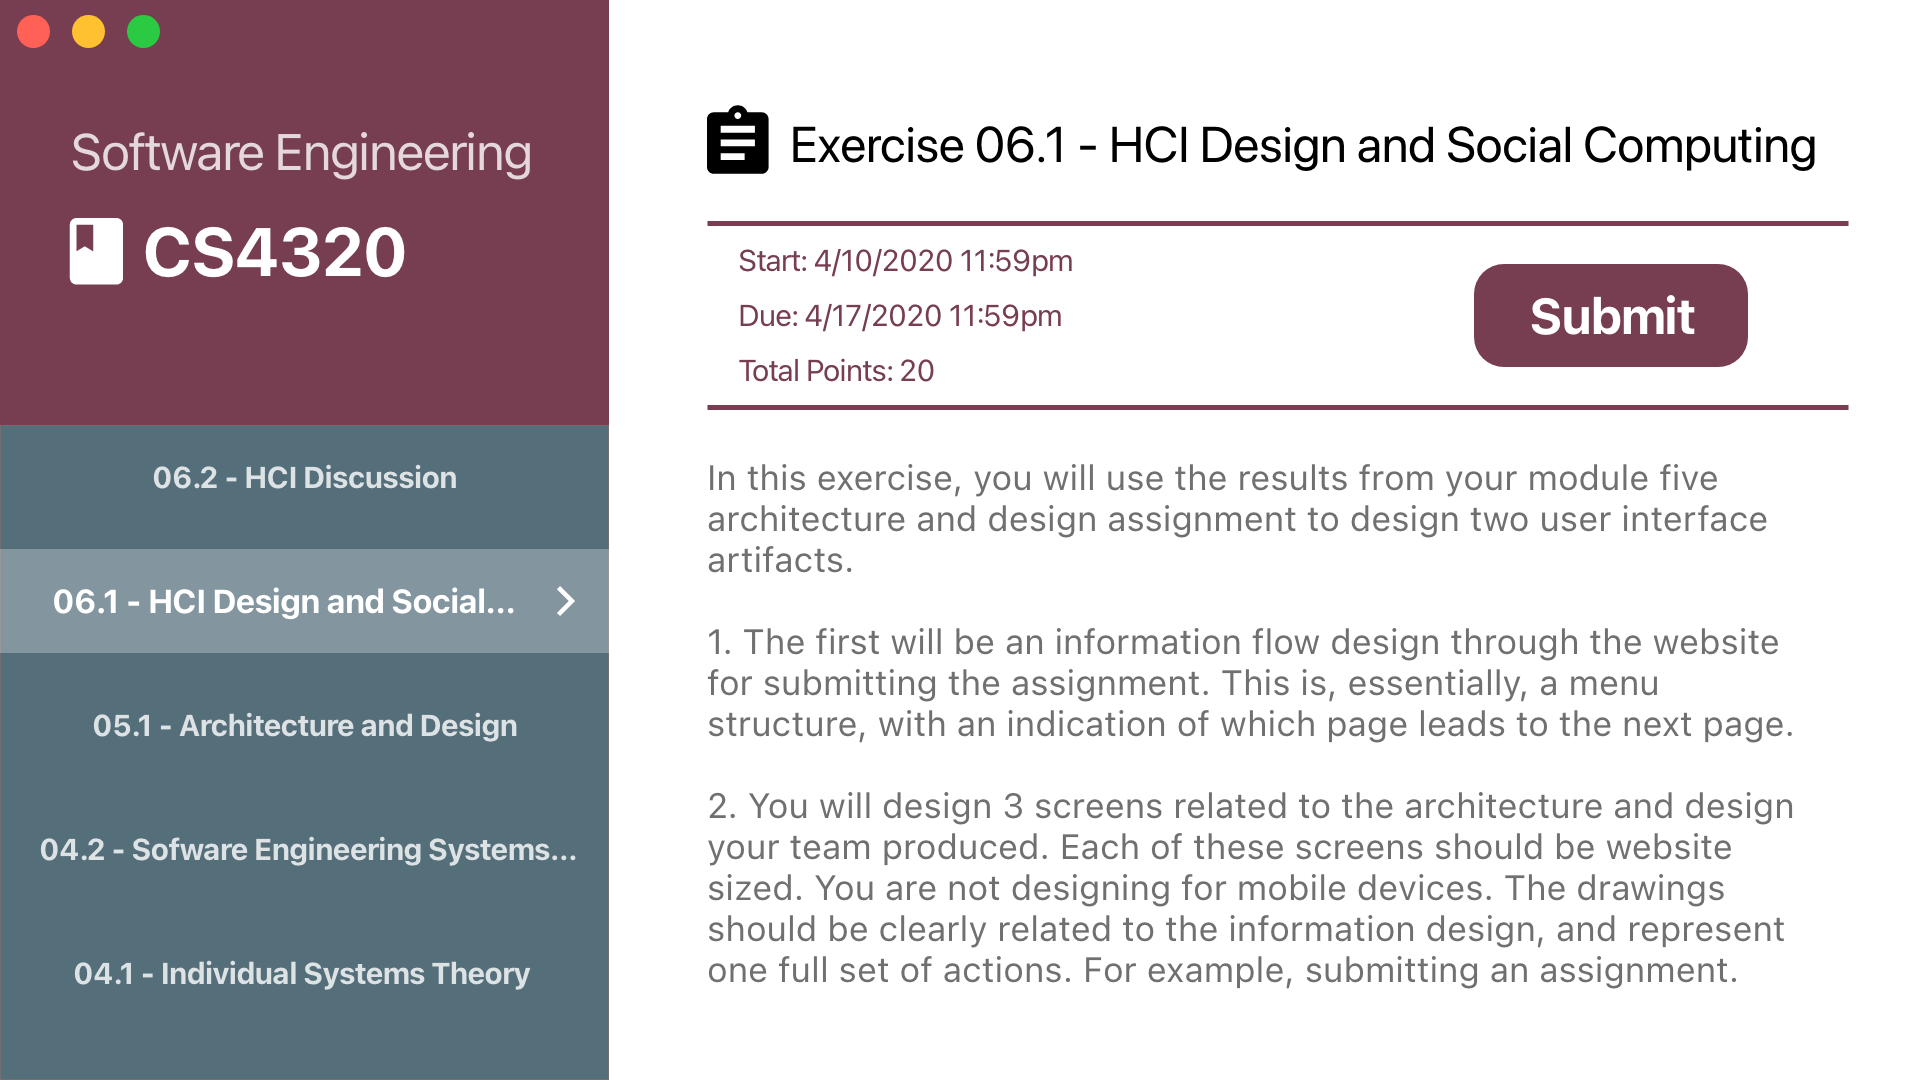 Software Engineering
CS4320
06.2 - HCI Discussion
06.1 - HCI Design and Social...
05.1 - Architecture and Design
04.2 - Sofware Engineering Systems...
04.1 - Individual Systems Theory
Exercise 06.1 - HCI Design and Social Computing
Start: 4/10/2020 11:59pm
Due: 4/17/2020 11:59pm
Total Points: 20
Submit
In this exercise, you will use the results from your module five
architecture and design assignment to design two user interface
artifacts.
1. The first will be an information flow design through the website
for submitting the assignment. This is, essentially, a menu
structure, with an indication of which page leads to the next page.
2. You will design 3 screens related to the architecture and design
your team produced. Each of these screens should be website
sized. You are not designing for mobile devices. The drawings
should be clearly related to the information design, and represent
one full set of actions. For example, submitting an assignment.